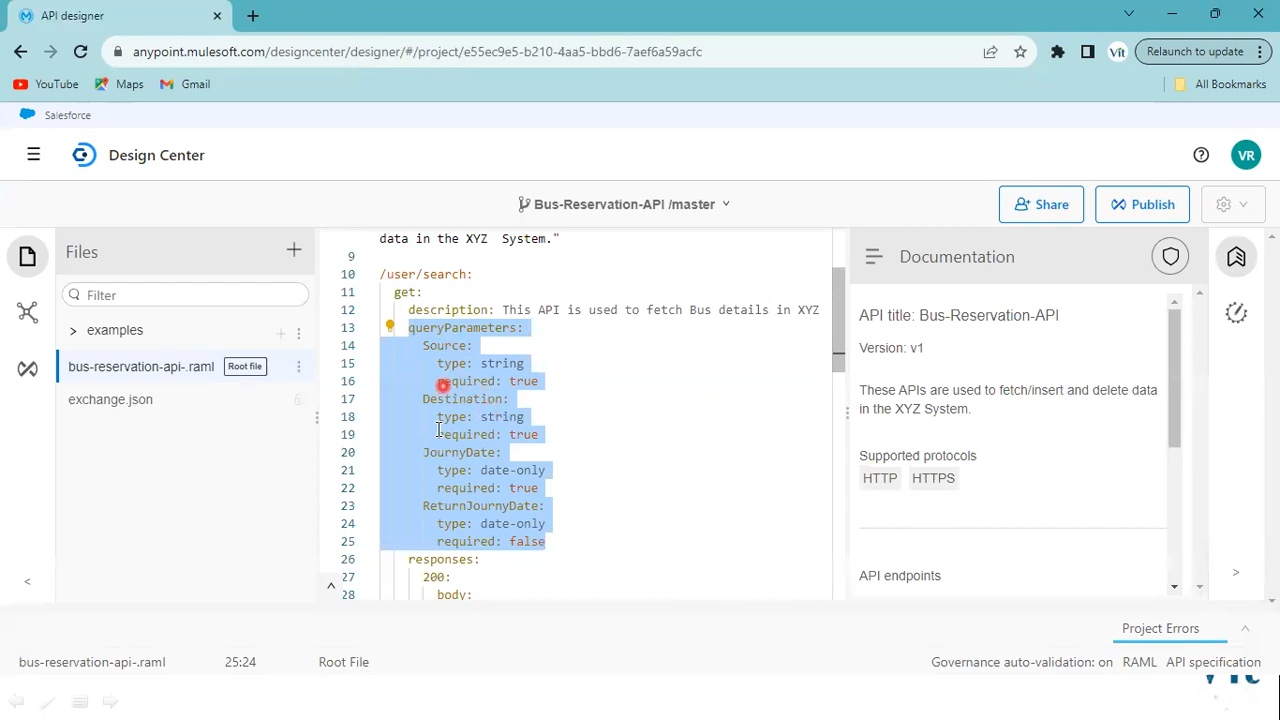 API designer
anypoint.mulesoft.com/designcenter/designer/#/project/e55ec9e5-b210-4aa5-bbd6-7aef6a59acfc
Vít
Relaunch to update
YouTube
Maps
Gmail
All Bookmarks
Salesforce
Design Center
VR
Bus-Reservation-API /master
Share
Publish
Files
Filter
examples
bus-reservation-api-.raml
Root file
exchange.json
data in the XYZ System."
9
10 /user/search:
11 get:
12 description: This API is used to fetch Bus details in XYZ
13 queryParameters:
14 Source:
15 type: string
16 required: true
17 Destination:
18 type: string
19 required: true
20 JournyDate:
21 type: date-only
22 required: true
23 ReturnJournyDate:
24 type: date-only
25 required: false
26 responses:
27 200:
28 body:
Documentation
API title: Bus-Reservation-API
Version: v1
These APIs are used to fetch/insert and delete data
in the XYZ System.
Supported protocols
HTTP
HTTPS
API endpoints
Project Errors
bus-reservation-api-.raml
25:24
Root File
Governance auto-validation: on
RAML
API specification